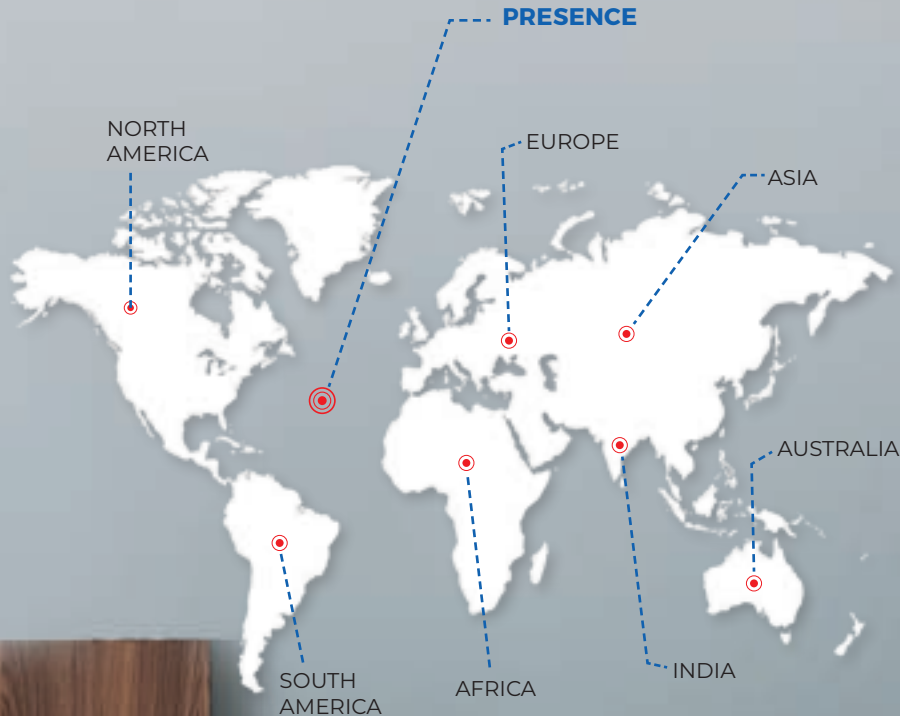 PRESENCE
NORTH
AMERICA
EUROPE
ASIA
AUSTRALIA
INDIA
SOUTH
AMERICA
AFRICA